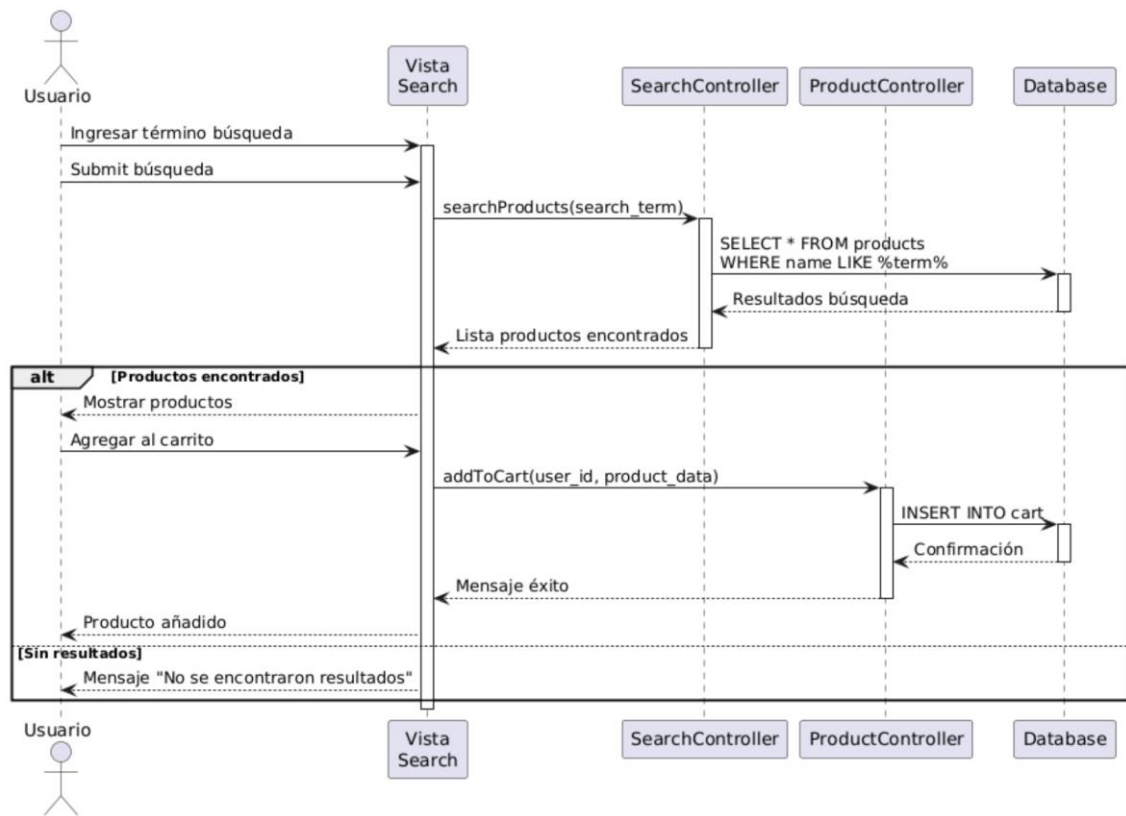 Usuario
Vista
Search
SearchController
ProductController
Database
Ingresar término búsqueda
Submit búsqueda
searchProducts(search_term)
SELECT * FROM products
WHERE name LIKE %term%
Resultados búsqueda
Lista productos encontrados
alt
[Productos encontrados]
Mostrar productos
Agregar al carrito
addToCart(user_id, product_data)
INSERT INTO cart
Confirmación
Mensaje éxito
Producto añadido
[Sin resultados]
Mensaje "No se encontraron resultados"
Usuario
Vista
Search
SearchController
ProductController
Database